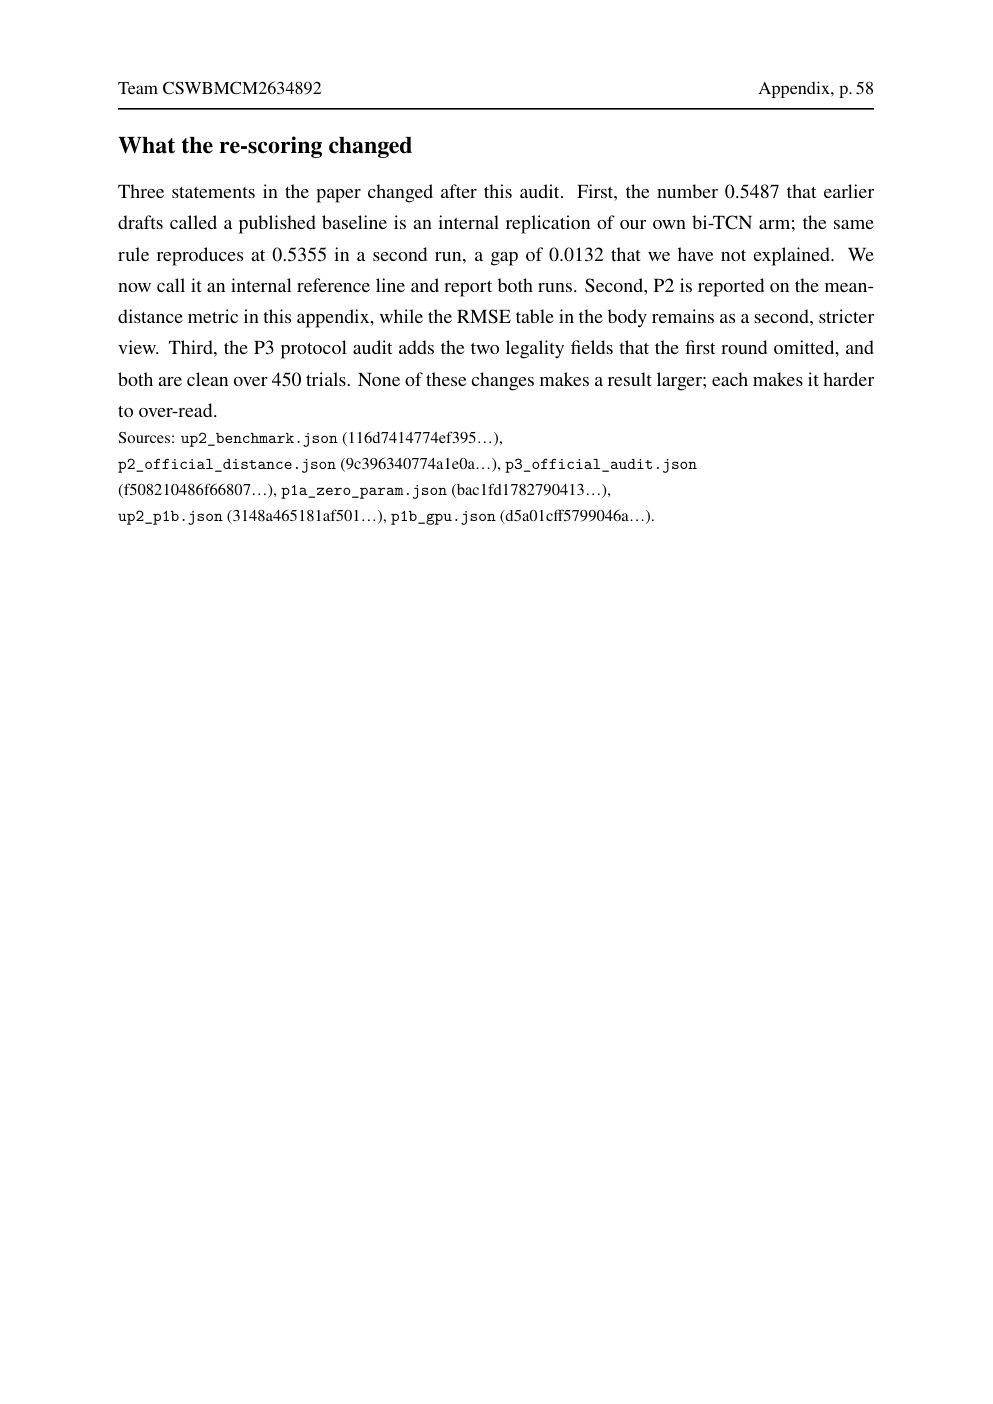 Team CSWBMCM2634892 Appendix, p. 58
What the re-scoring changed
Three statements in the paper changed after this audit. First, the number 0.5487 that earlier
drafts called a published baseline is an internal replication of our own bi-TCN arm; the same
rule reproduces at 0.5355 in a second run, a gap of 0.0132 that we have not explained. We
now call it an internal reference line and report both runs. Second, P2 is reported on the mean-
distance metric in this appendix, while the RMSE table in the body remains as a second, stricter
view. Third, the P3 protocol audit adds the two legality fields that the first round omitted, and
both are clean over 450 trials. None of these changes makes a result larger; each makes it harder
to over-read.
Sources: up2_benchmark.json (116d7414774ef395…),
p2_official_distance.json (9c396340774a1e0a…), p3_official_audit.json
(f508210486f66807…), p1a_zero_param.json (bac1fd1782790413…),
up2_p1b.json (3148a465181af501…), p1b_gpu.json (d5a01cff5799046a…).